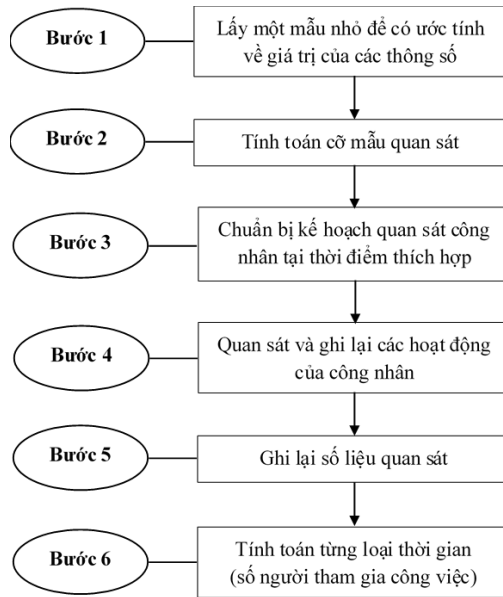 Bước 1
Lấy một mẫu nhỏ để có ước tính
về giá trị của các thông số
Bước 2
Tính toán cỡ mẫu quan sát
Bước 3
Chuẩn bị kế hoạch quan sát công
nhân tại thời điểm thích hợp
Bước 4
Quan sát và ghi lại các hoạt động
của công nhân
Bước 5
Ghi lại số liệu quan sát
Bước 6
Tính toán từng loại thời gian
(số người tham gia công việc)